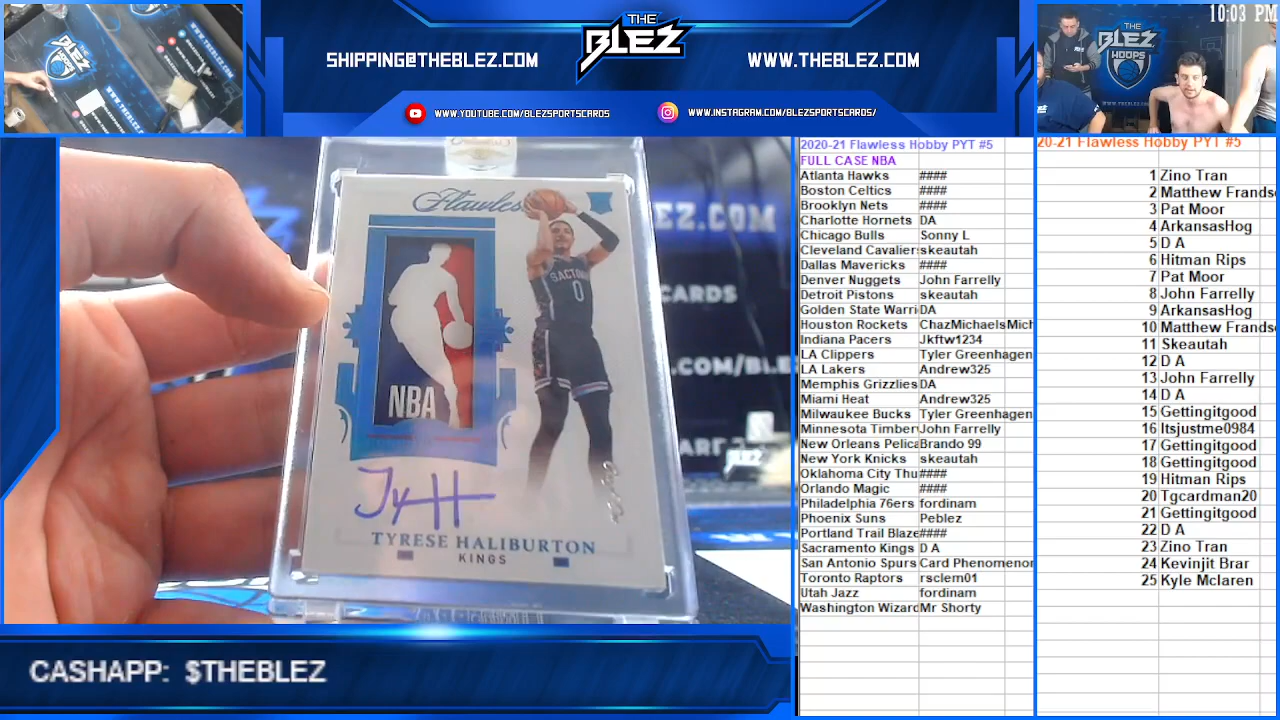 10:03 PM
THE
BLEZ
SHIPPING@THEBLEZ.COM
WWW.THEBLEZ.COM
WWW.YOUTUBE.COM/BLEZSPORTSCARDS
WWW.INSTAGRAM.COM/BLEZSPORTSCARDS/
THE
BLEZ
HOOPS
Flawless
SACTOWN
0
NBA
TyH
TYRESE HALIBURTON
KINGS
CASHAPP: $THEBLEZ
2020-21 Flawless Hobby PYT #5
FULL CASE NBA
Atlanta Hawks ####
Boston Celtics ####
Brooklyn Nets ####
Charlotte Hornets DA
Chicago Bulls Sonny L
Cleveland Cavalier skeautah
Dallas Mavericks ####
Denver Nuggets John Farrelly
Detroit Pistons skeautah
Golden State Warri DA
Houston Rockets ChazMichaelsMich
Indiana Pacers Jkftw1234
LA Clippers Tyler Greenhagen
LA Lakers Andrew325
Memphis Grizzlies DA
Miami Heat Andrew325
Milwaukee Bucks Tyler Greenhagen
Minnesota Timber John Farrelly
New Orleans Pelica Brando 99
New York Knicks skeautah
Oklahoma City Thu ####
Orlando Magic ####
Philadelphia 76ers fordinam
Phoenix Suns Peblez
Portland Trail Blaze ####
Sacramento Kings D A
San Antonio Spurs Card Phenomenon
Toronto Raptors rsclem01
Utah Jazz fordinam
Washington Wizard Mr Shorty
20-21 Flawless Hobby PYT #5
1 Zino Tran
2 Matthew Frands
3 Pat Moor
4 ArkansasHog
5 D A
6 Hitman Rips
7 Pat Moor
8 John Farrelly
9 ArkansasHog
10 Matthew Frands
11 Skeautah
12 D A
13 John Farrelly
14 D A
15 Gettingitgood
16 Itsjustme0984
17 Gettingitgood
18 Gettingitgood
19 Hitman Rips
20 Tgcardman20
21 Gettingitgood
22 D A
23 Zino Tran
24 Kevinjit Brar
25 Kyle Mclaren